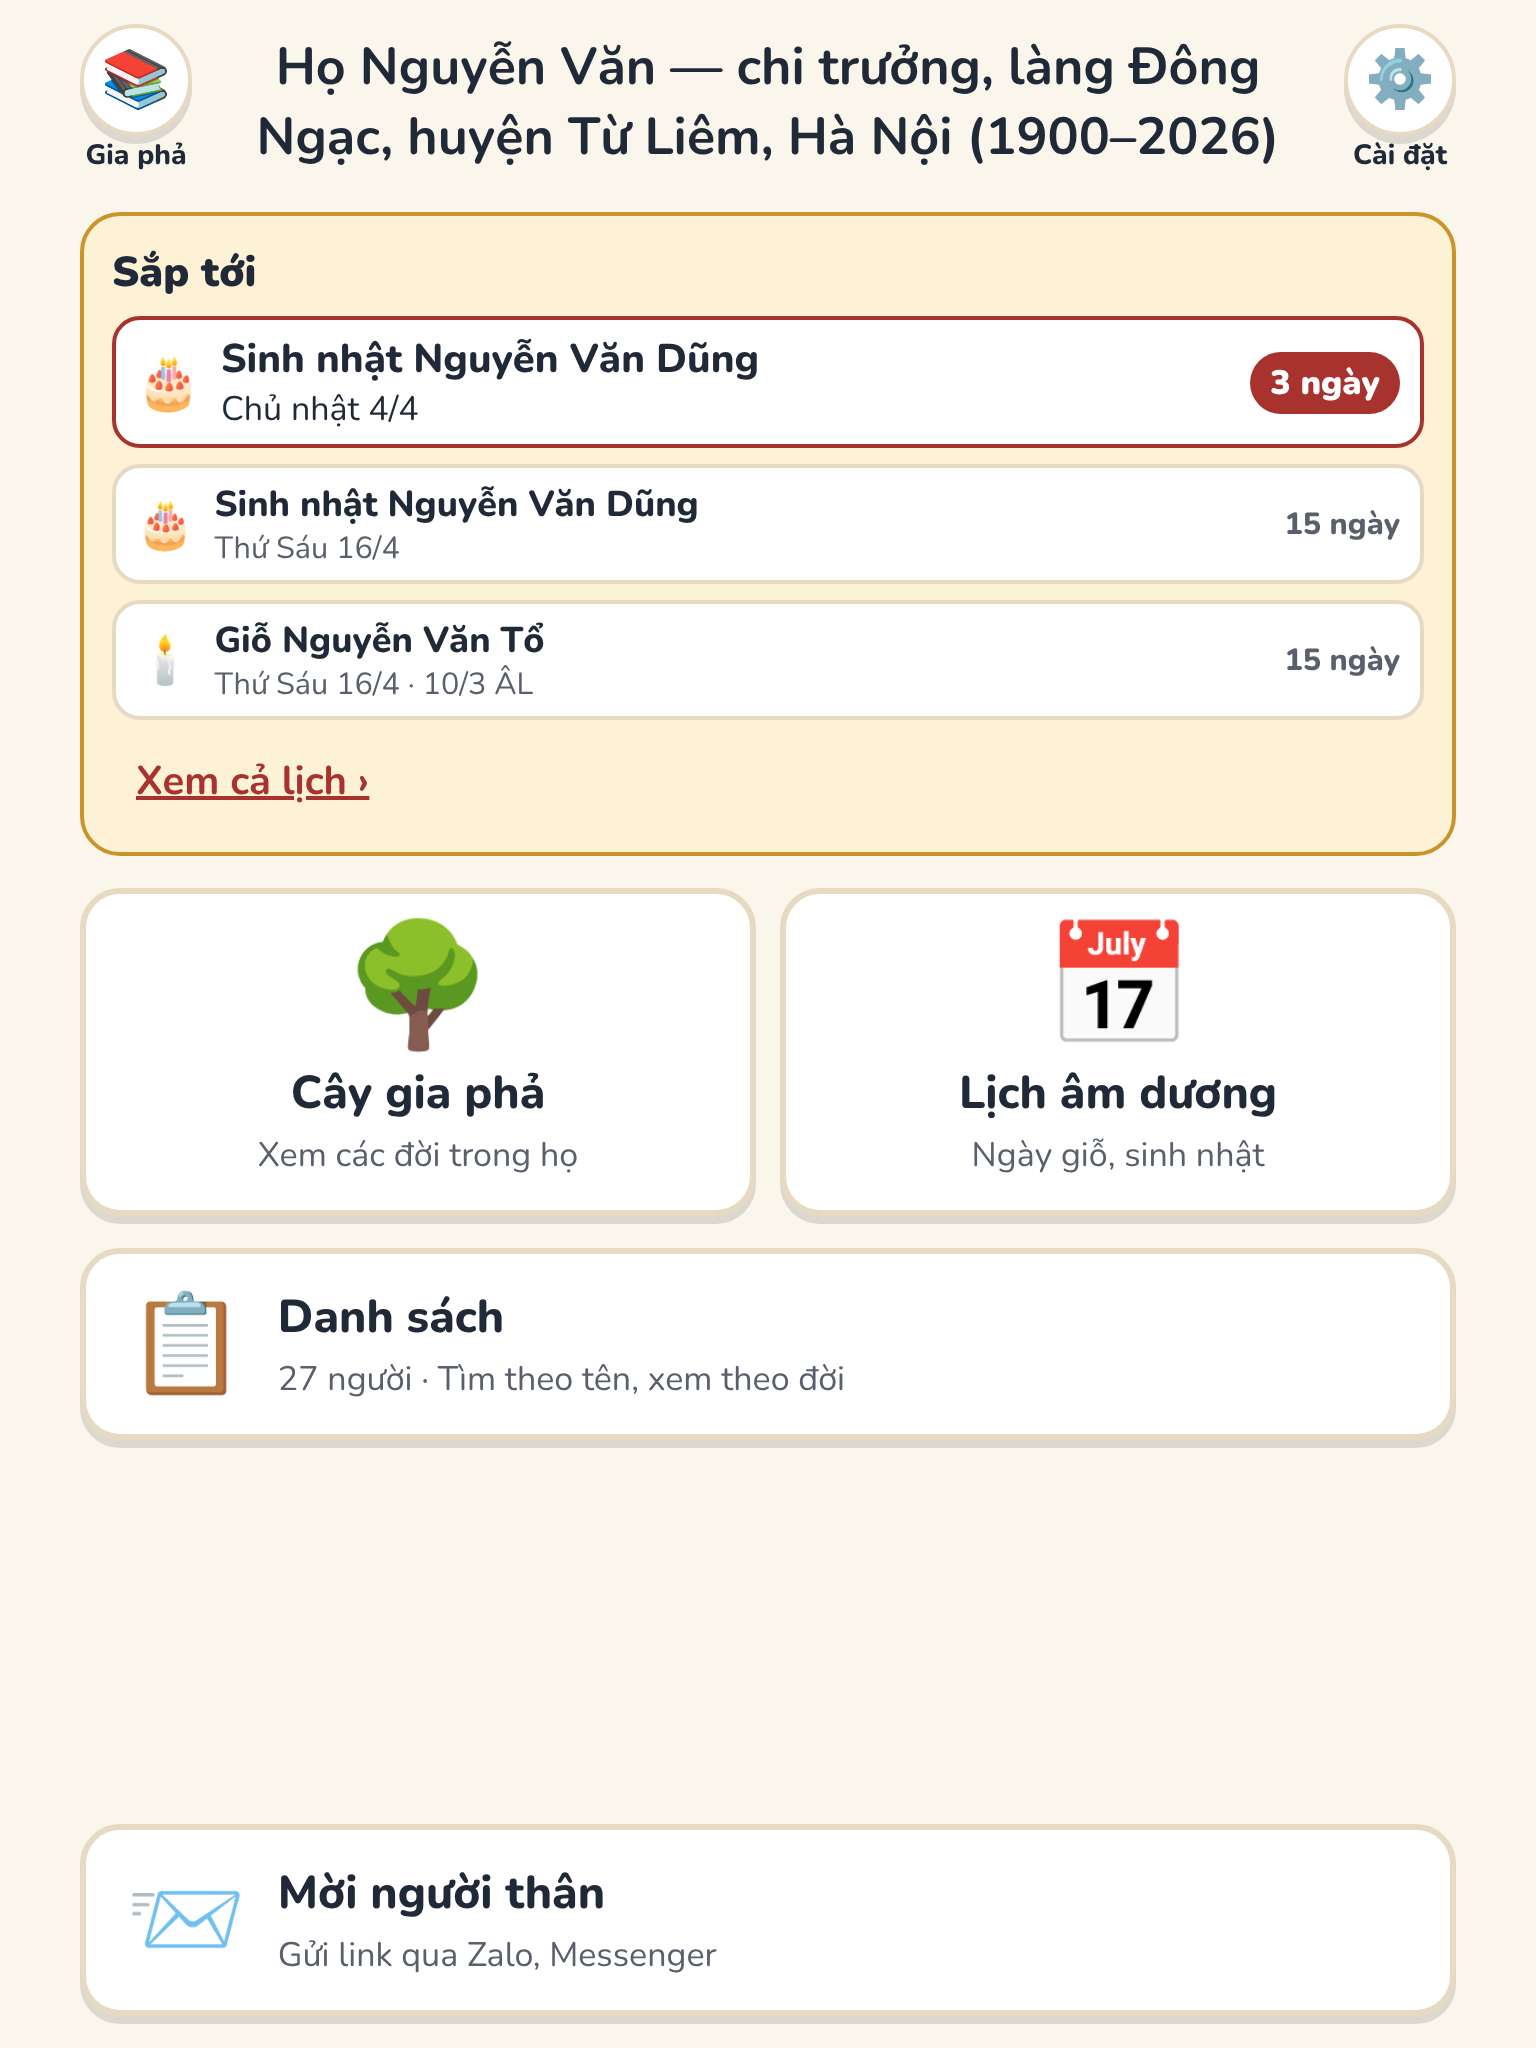 Họ Nguyễn Văn — chi trưởng, làng Đông
Ngạc, huyện Từ Liêm, Hà Nội (1900–2026)
Gia phả
Cài đặt
Sắp tới
Sinh nhật Nguyễn Văn Dũng
Chủ nhật 4/4
3 ngày
Sinh nhật Nguyễn Văn Dũng
Thứ Sáu 16/4
15 ngày
Giỗ Nguyễn Văn Tổ
Thứ Sáu 16/4 · 10/3 ÂL
15 ngày
Xem cả lịch ›
July
17
Cây gia phả
Xem các đời trong họ
Lịch âm dương
Ngày giỗ, sinh nhật
Danh sách
27 người · Tìm theo tên, xem theo đời
Mời người thân
Gửi link qua Zalo, Messenger